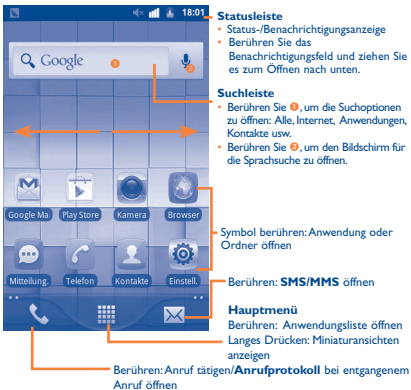 18:01
Statusleiste
• Status-/Benachrichtigungsanzeige
• Berühren Sie das
Benachrichtigungsfeld und ziehen Sie
es zum Öffnen nach unten.
Google
1
2
Suchleiste
• Berühren Sie 1, um die Suchoptionen
zu öffnen: Alle, Internet, Anwendungen,
Kontakte usw.
• Berühren Sie 2, um den Bildschirm für
die Sprachsuche zu öffnen.
Google Ma Play Store Kamera Browser
Symbol berühren: Anwendung oder
Ordner öffnen
Mitteilung. Telefon Kontakte Einstell.
Berühren: SMS/MMS öffnen
Hauptmenü
Berühren: Anwendungsliste öffnen
Langes Drücken: Miniaturansichten
anzeigen
Berühren: Anruf tätigen/Anrufprotokoll bei entgangenem
Anruf öffnen